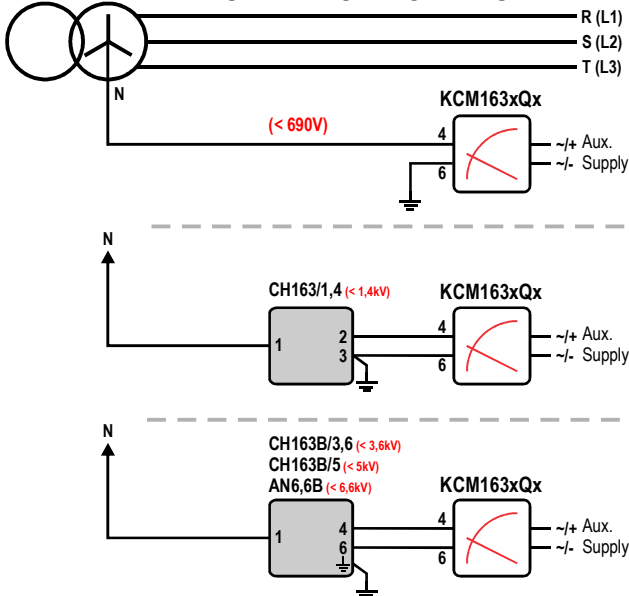 R (L1)
S (L2)
T (L3)
N
KCM163xQx
(< 690V)
4
~/+ Aux.
6
~/- Supply
N
CH163/1,4 (< 1,4kV)
KCM163xQx
1
2
3
4
6
~/+ Aux.
~/- Supply
N
CH163B/3,6 (< 3,6kV)
CH163B/5 (< 5kV)
AN6,6B (< 6,6kV)
KCM163xQx
1
4
6
4
6
~/+ Aux.
~/- Supply